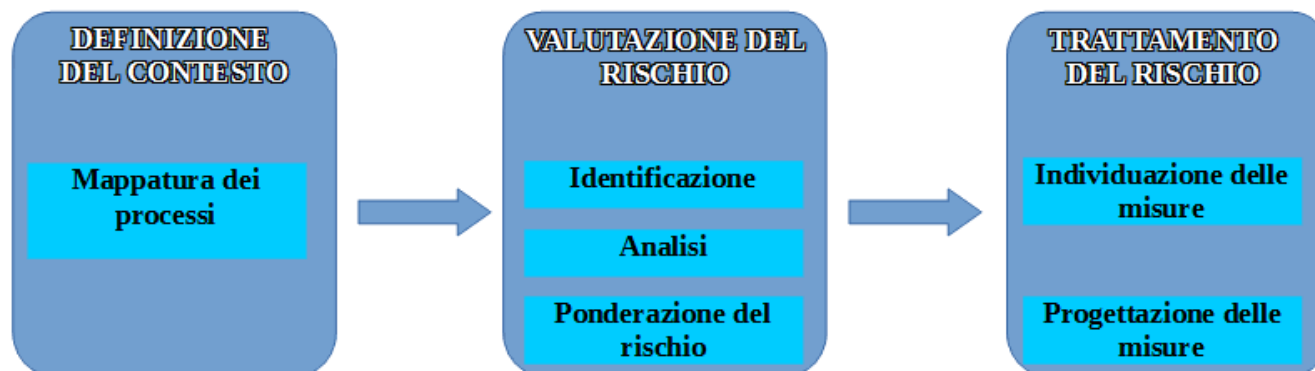 DEFINIZIONE
DEL CONTESTO
Mappatura dei
processi
VALUTAZIONE DEL
RISCHIO
Identificazione
Analisi
Ponderazione del
rischio
TRATTAMENTO
DEL RISCHIO
Individuazione delle
misure
Progettazione delle
misure